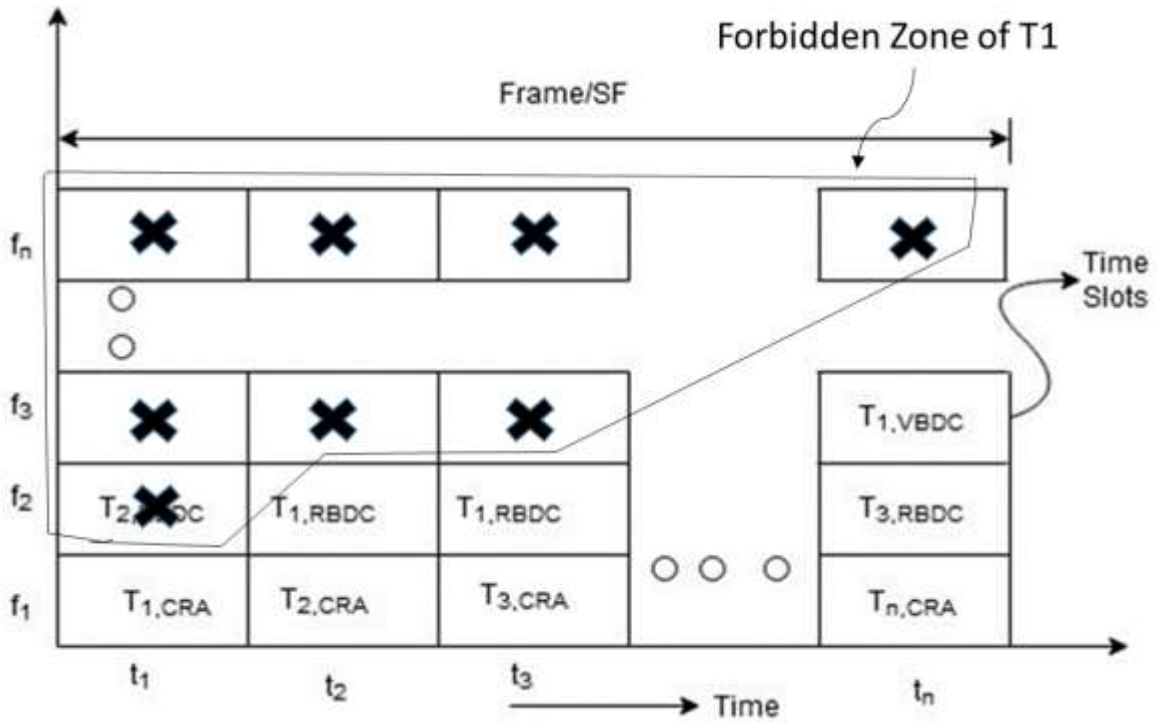 Forbidden Zone of T1
Frame/SF
fn
Time
Slots
f3
T1,VBDC
f2
T1,RBDC
T1,RBDC
T3,RBDC
f1
T1,CRA
T2,CRA
T3,CRA
Tn,CRA
t1
t2
t3
tn
Time